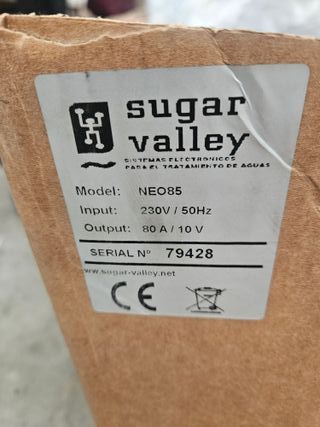 sugar
valley
SISTEMAS ELECTRONICOS
PARA EL TRATAMIENTO DE AGUAS
Model: NEO85
Input: 230V / 50Hz
Output: 80 A / 10 V
SERIAL Nº 79428
www.sugar-valley.net
CE